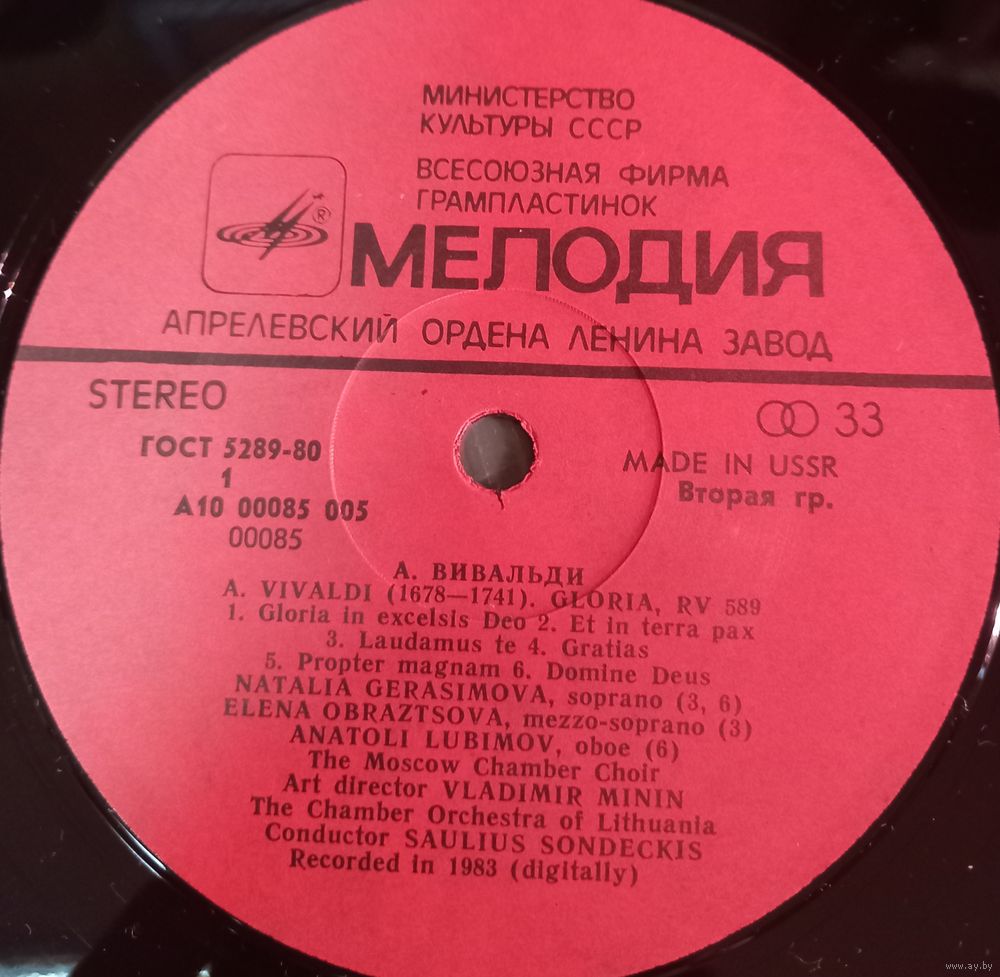 МИНИСТЕРСТВО
КУЛЬТУРЫ СССР
ВСЕСОЮЗНАЯ ФИРМА
ГРАМПЛАСТИНОК
®
МЕЛОДИЯ
АПРЕЛЕВСКИЙ ОРДЕНА ЛЕНИНА ЗАВОД
STEREO
33
ГОСТ 5289-80
MADE IN USSR
1
Вторая гр.
А10 00085 005
00085
А. ВИВАЛЬДИ
A. VIVALDI (1678—1741). GLORIA, RV 589
1. Gloria in excelsis Deo 2. Et in terra pax
3. Laudamus te 4. Gratias
5. Propter magnam 6. Domine Deus
NATALIA GERASIMOVA, soprano (3, 6)
ELENA OBRAZTSOVA, mezzo-soprano (3)
ANATOLI LUBIMOV, oboe (6)
The Moscow Chamber Choir
Art director VLADIMIR MININ
The Chamber Orchestra of Lithuania
Conductor SAULIUS SONDECKIS
Recorded in 1983 (digitally)
www.ay.by